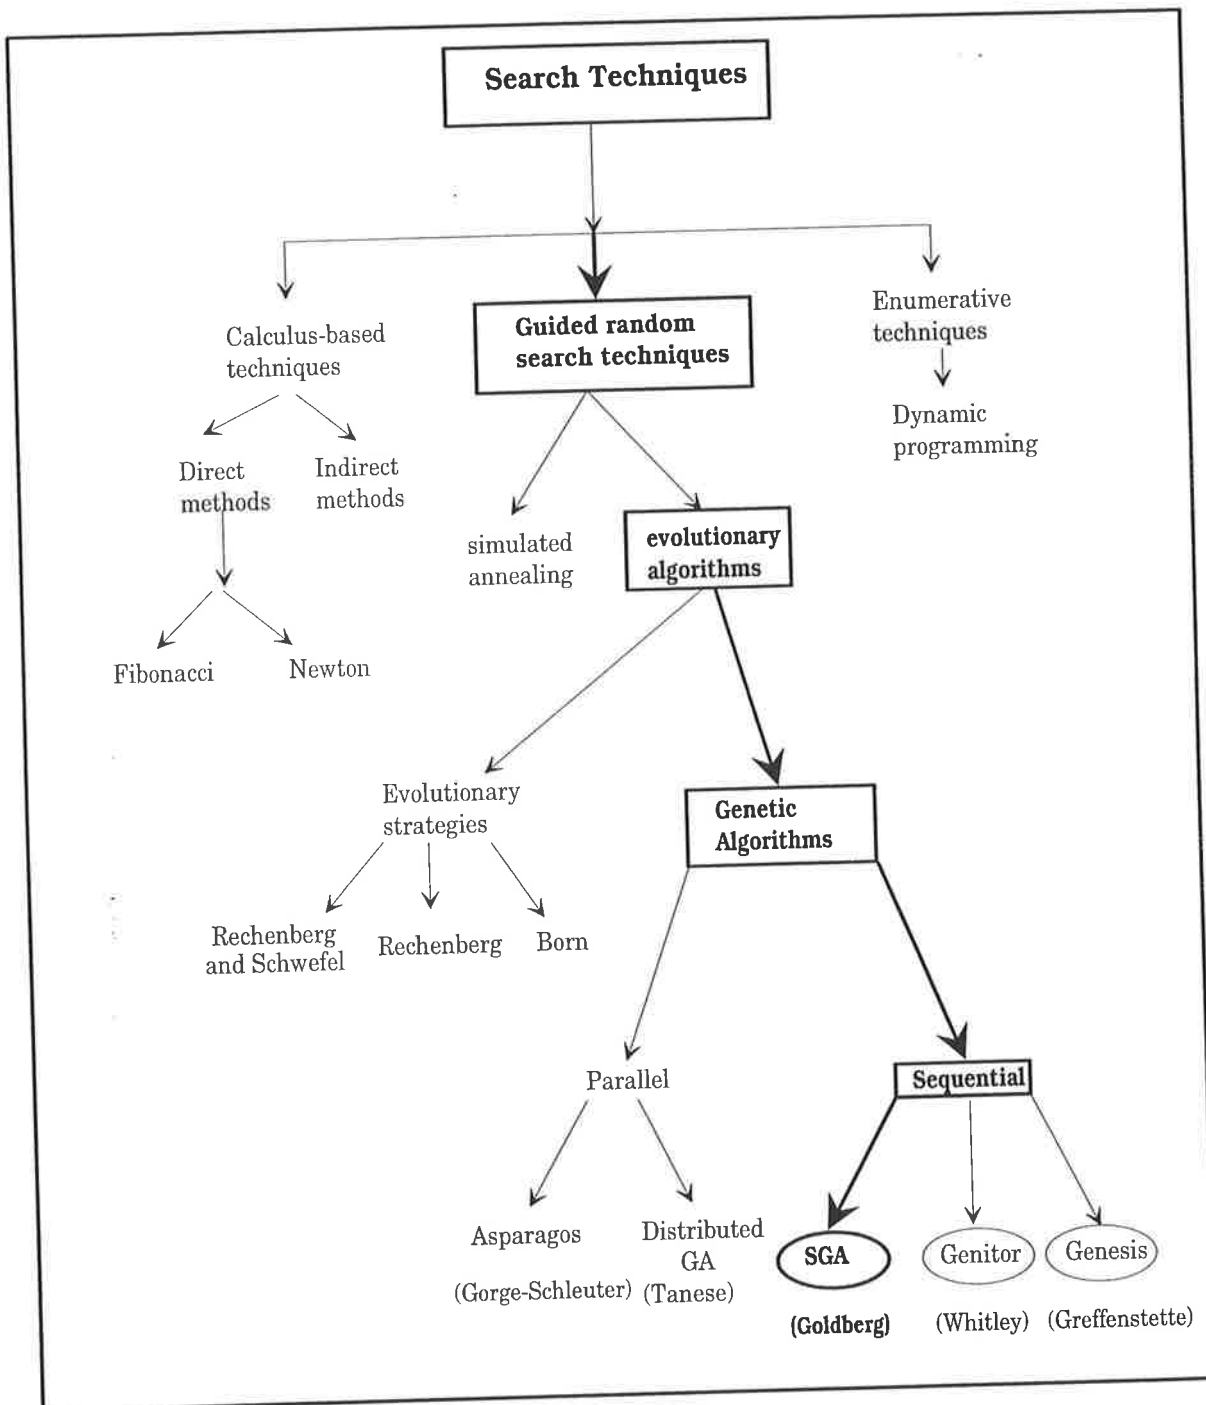 Search Techniques
Calculus-based
techniques
Guided random
search techniques
Enumerative
techniques
Dynamic
programming
Direct
methods
Indirect
methods
simulated
annealing
evolutionary
algorithms
Fibonacci
Newton
Evolutionary
strategies
Genetic
Algorithms
Rechenberg
and Schwefel
Rechenberg
Born
Parallel
Sequential
Asparagos
(Gorge-Schleuter)
Distributed
GA
(Tanese)
SGA
(Goldberg)
Genitor
(Whitley)
Genesis
(Greffenstette)